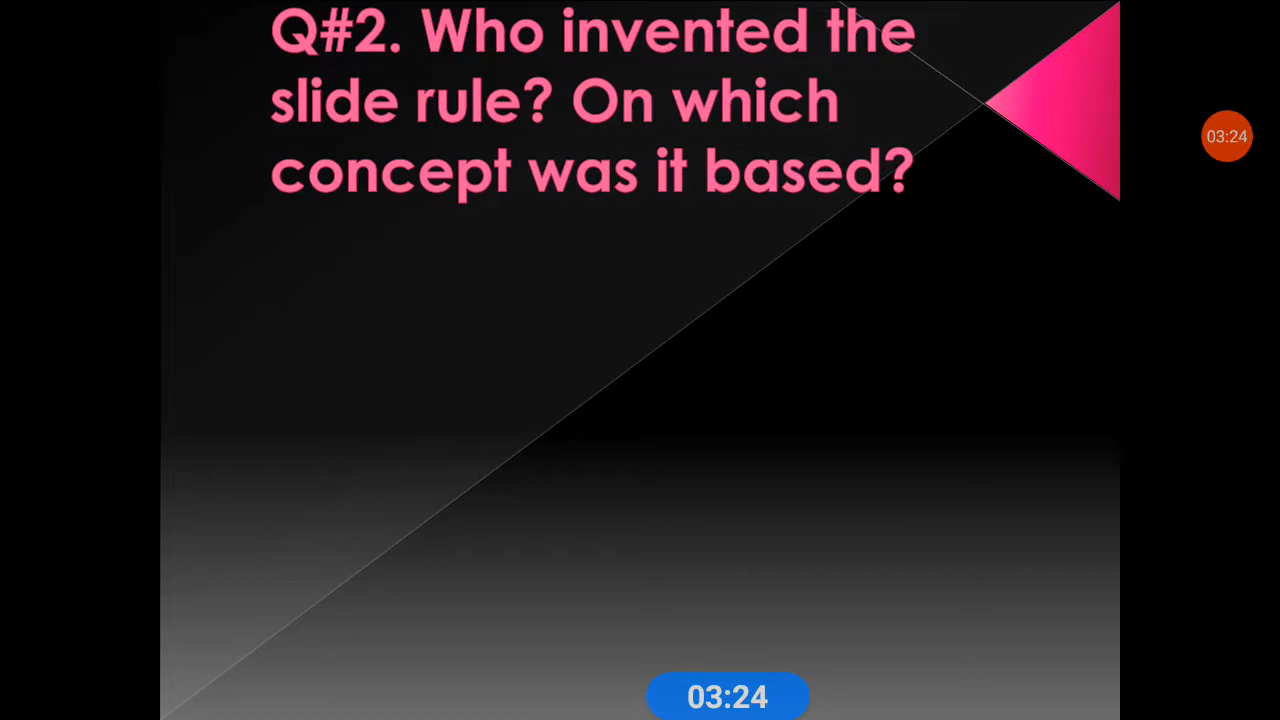 Q#2. Who invented the
slide rule? On which
concept was it based?
03:24
03:24